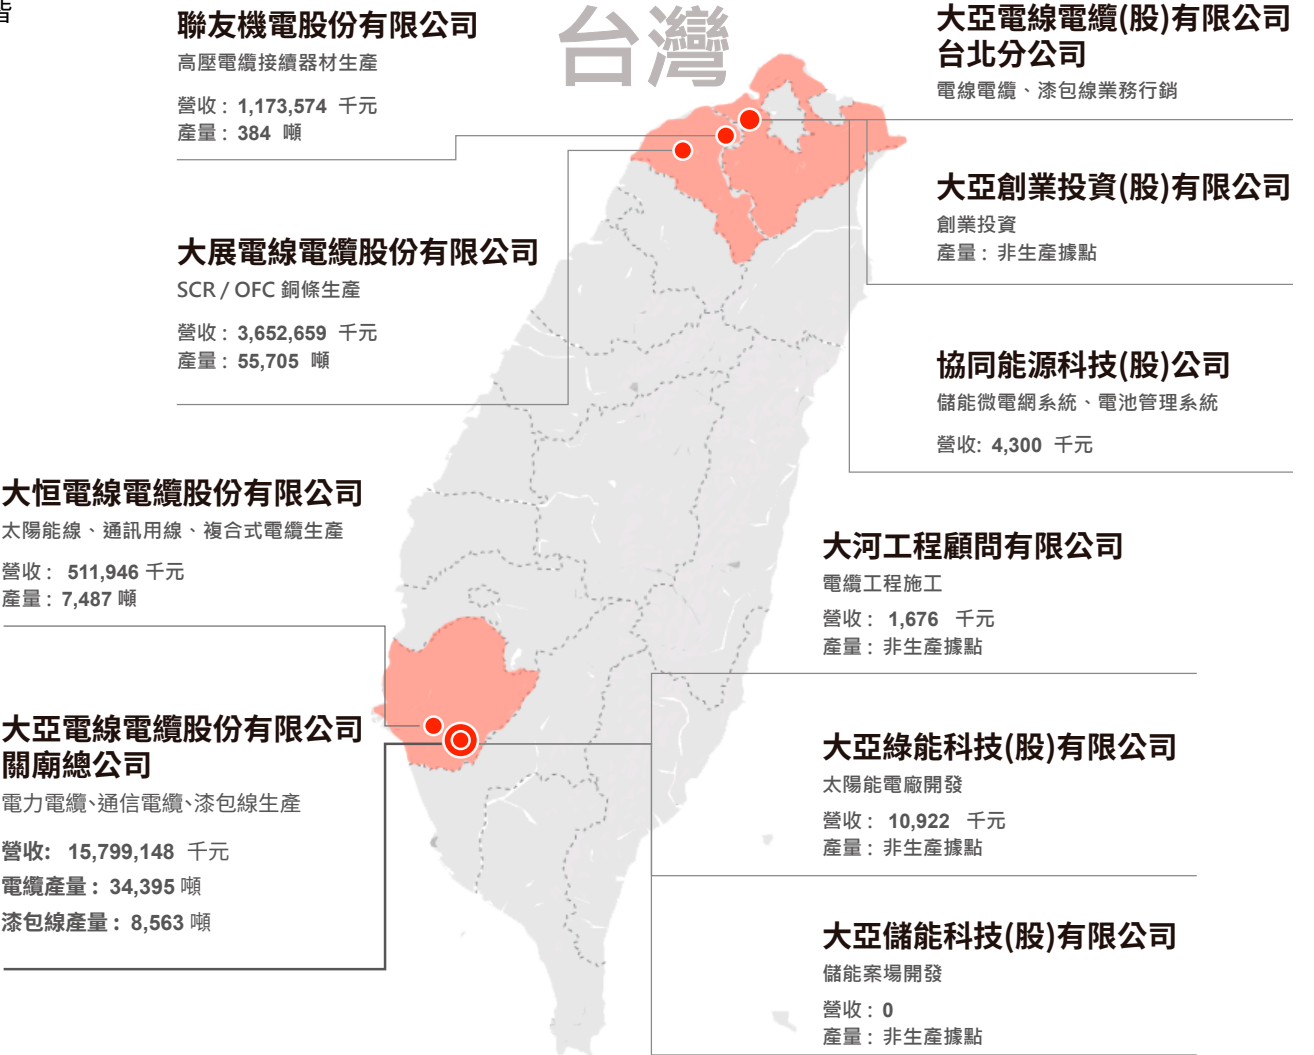 台灣
聯友機電股份有限公司
高壓電纜接續器材生產
營收 : 1,173,574 千元
產量 : 384 噸
大展電線電纜股份有限公司
SCR / OFC 銅條生產
營收 : 3,652,659 千元
產量 : 55,705 噸
大恒電線電纜股份有限公司
太陽能線、通訊用線、複合式電纜生產
營收 : 511,946 千元
產量 : 7,487 噸
大亞電線電纜股份有限公司
關廟總公司
電力電纜、通信電纜、漆包線生產
營收: 15,799,148 千元
電纜產量 : 34,395 噸
漆包線產量 : 8,563 噸
大亞電線電纜(股)有限公司
台北分公司
電線電纜、漆包線業務行銷
大亞創業投資(股)有限公司
創業投資
產量 : 非生產據點
協同能源科技(股)公司
儲能微電網系統、電池管理系統
營收: 4,300 千元
大河工程顧問有限公司
電纜工程施工
營收 : 1,676 千元
產量 : 非生產據點
大亞綠能科技(股)有限公司
太陽能電廠開發
營收 : 10,922 千元
產量 : 非生產據點
大亞儲能科技(股)有限公司
儲能案場開發
營收 : 0
產量 : 非生產據點